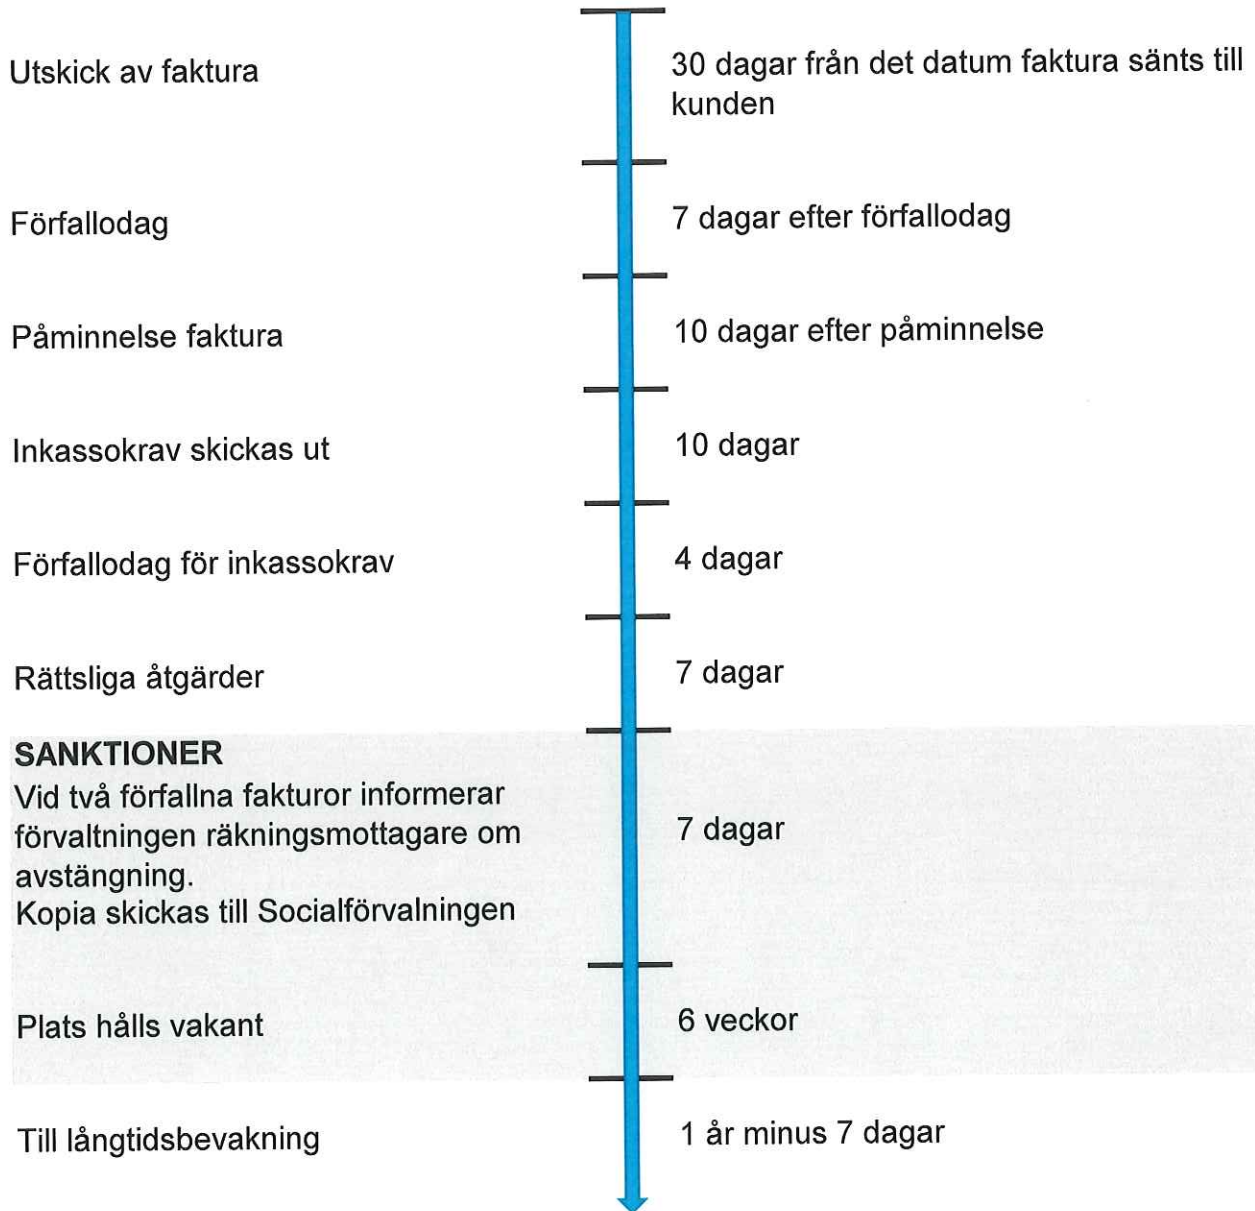 Utskick av faktura
30 dagar från det datum faktura sänts till
kunden
Förfallodag
7 dagar efter förfallodag
Påminnelse faktura
10 dagar efter påminnelse
Inkassokrav skickas ut
10 dagar
Förfallodag för inkassokrav
4 dagar
Rättsliga åtgärder
7 dagar
SANKTIONER
Vid två förfallna fakturor informerar
förvaltningen räkningsmottagare om
avstängning.
Kopia skickas till Socialförvalningen
7 dagar
Plats hålls vakant
6 veckor
Till långtidsbevakning
1 år minus 7 dagar